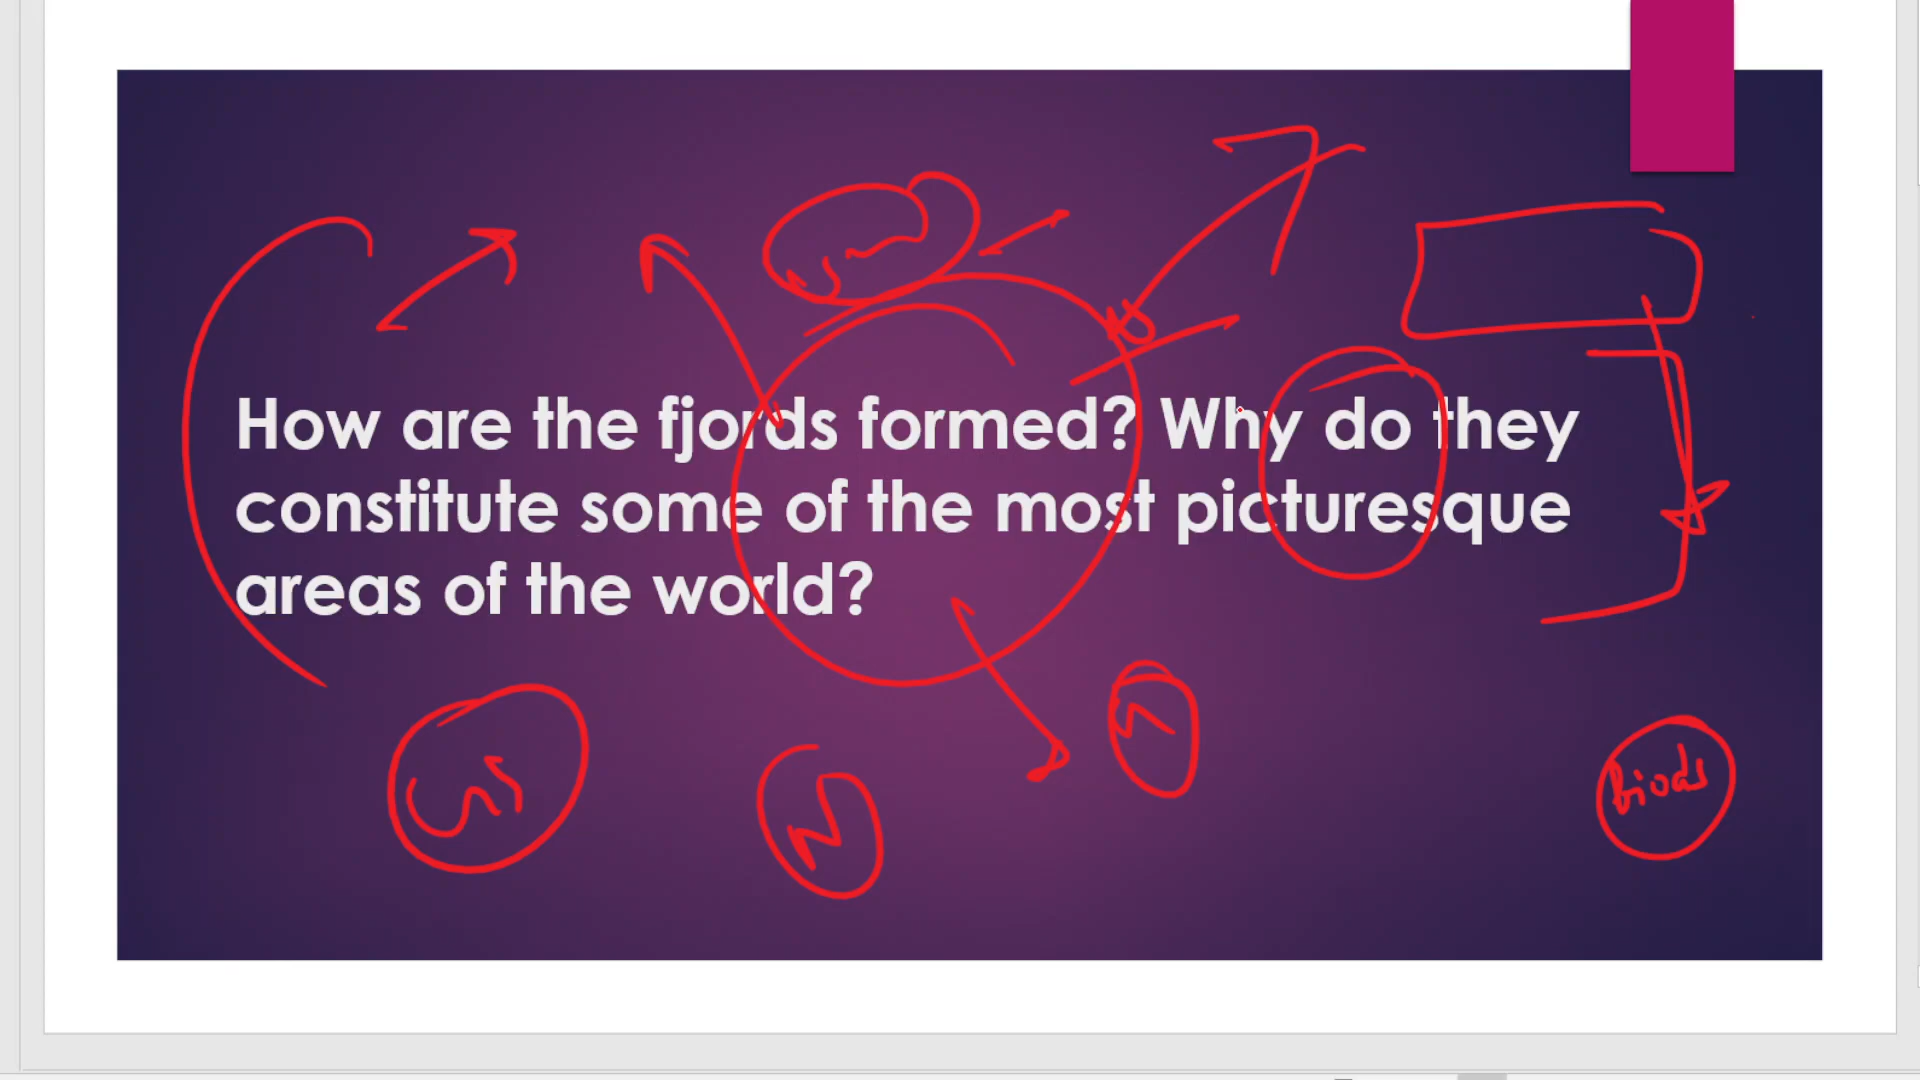 How are the fjords formed? Why do they
constitute some of the most picturesque
areas of the world?